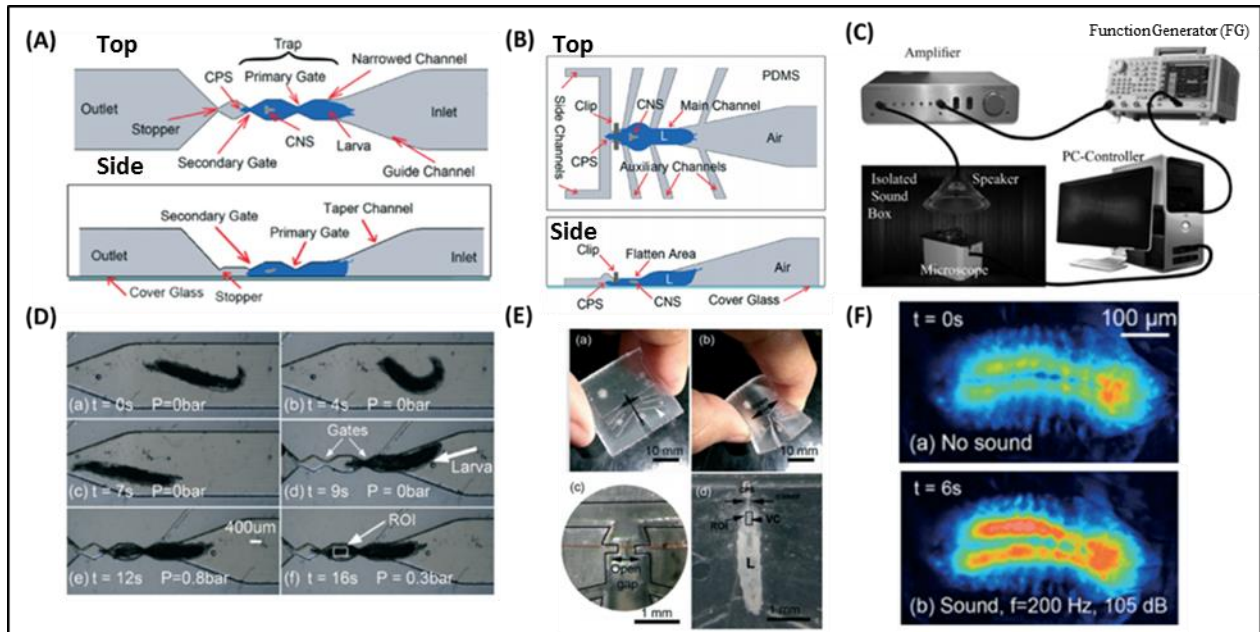 (A)
Top
Trap
CPS
Primary Gate
Narrowed Channel
Outlet
Inlet
Stopper
Secondary Gate
CNS
Larva
Guide Channel
Side
Secondary Gate
Primary Gate
Taper Channel
Outlet
Inlet
Cover Glass
Stopper
(B)
Top
PDMS
Side Channels
Clip
CNS
Main Channel
L
Air
CPS
Auxiliary Channels
Side
Clip
Flatten Area
L
Air
CPS
CNS
Cover Glass
(C)
Function Generator (FG)
Amplifier
PC-Controller
Isolated
Sound
Box
Speaker
Microscope
(D)
(a) t = 0s P=0bar
(b) t = 4s P = 0bar
(c) t = 7s P=0bar
Gates
Larva
(d) t = 9s P = 0bar
400um
(e) t = 12s P=0.8bar
ROI
(f) t = 16s P = 0.3bar
(E)
(a)
10 mm
(b)
10 mm
(c)
Open
gap
1 mm
(d)
CPS
ROI
VC
L
1 mm
(F)
t = 0s
100 μm
(a) No sound
t = 6s
(b) Sound, f=200 Hz, 105 dB